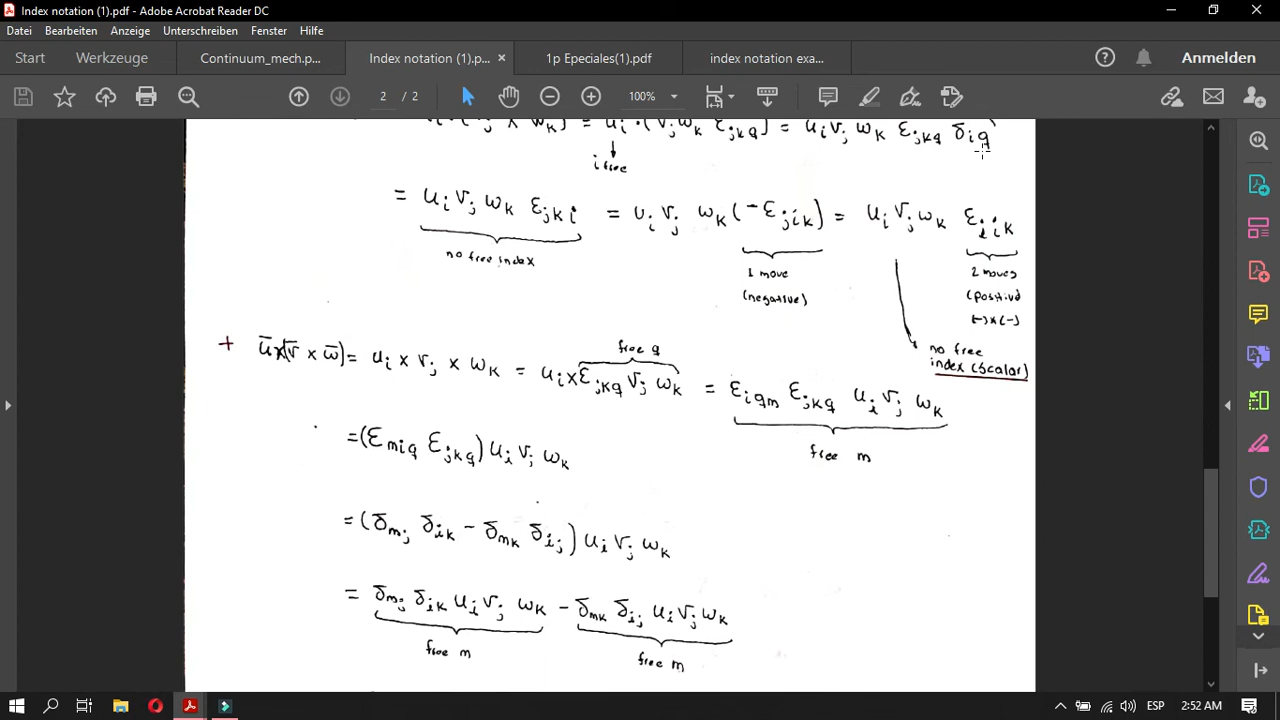 Index notation (1).pdf - Adobe Acrobat Reader DC
Datei Bearbeiten Anzeige Unterschreiben Fenster Hilfe
Start Werkzeuge Continuum_mech.p... Index notation (1).p... × 1p Epeciales(1).pdf index notation exa... Anmelden
2 / 2 100%
= u_i · (v_j w_k ε_jkq) = u_i v_j w_k ε_jkq δ_iq
i free
= u_i v_j w_k ε_jki = u_i v_j w_k (-ε_jik) = u_i v_j w_k ε_ijk
no free index
1 move
(negative)
2 moves
(positive
(-)x(-)
no free
index (scalar)
+ ū x (v̄ x w̄) = u_i x v_j x w_k = u_i x ε_jkq v_j w_k = ε_iqm ε_jkq u_i v_j w_k
free q
free m
= (ε_miq ε_jkq) u_i v_j w_k
= (δ_mj δ_ik - δ_mk δ_ij) u_i v_j w_k
= δ_mj δ_ik u_i v_j w_k - δ_mk δ_ij u_i v_j w_k
free m free m
ESP 2:52 AM